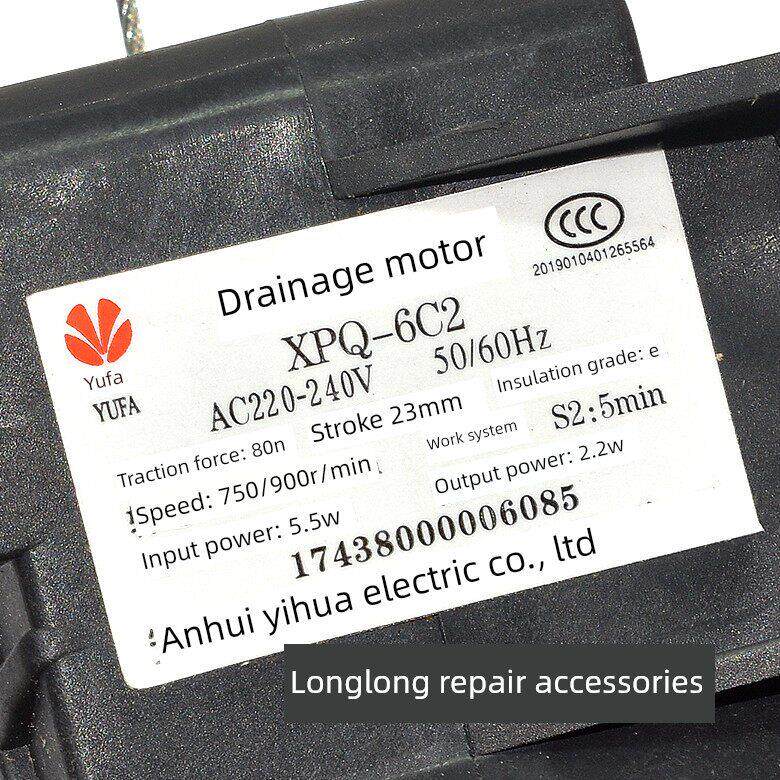 CCC
2019010401265564
Drainage motor
XPQ-6C2
Yufa
YUFA
AC220-240V 50/60Hz
Traction force: 80n Stroke 23mm Insulation grade: e
Speed: 750/900r/min Work system S2:5min
Input power: 5.5w Output power: 2.2w
17438000006085
Anhui yihua electric co., ltd
Longlong repair accessories